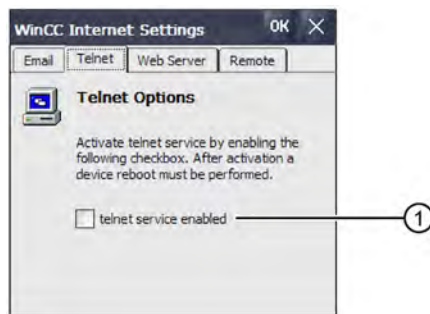 WinCC Internet Settings OK
Email Telnet Web Server Remote
Telnet Options
Activate telnet service by enabling the
following checkbox. After activation a
device reboot must be performed.
telnet service enabled 1